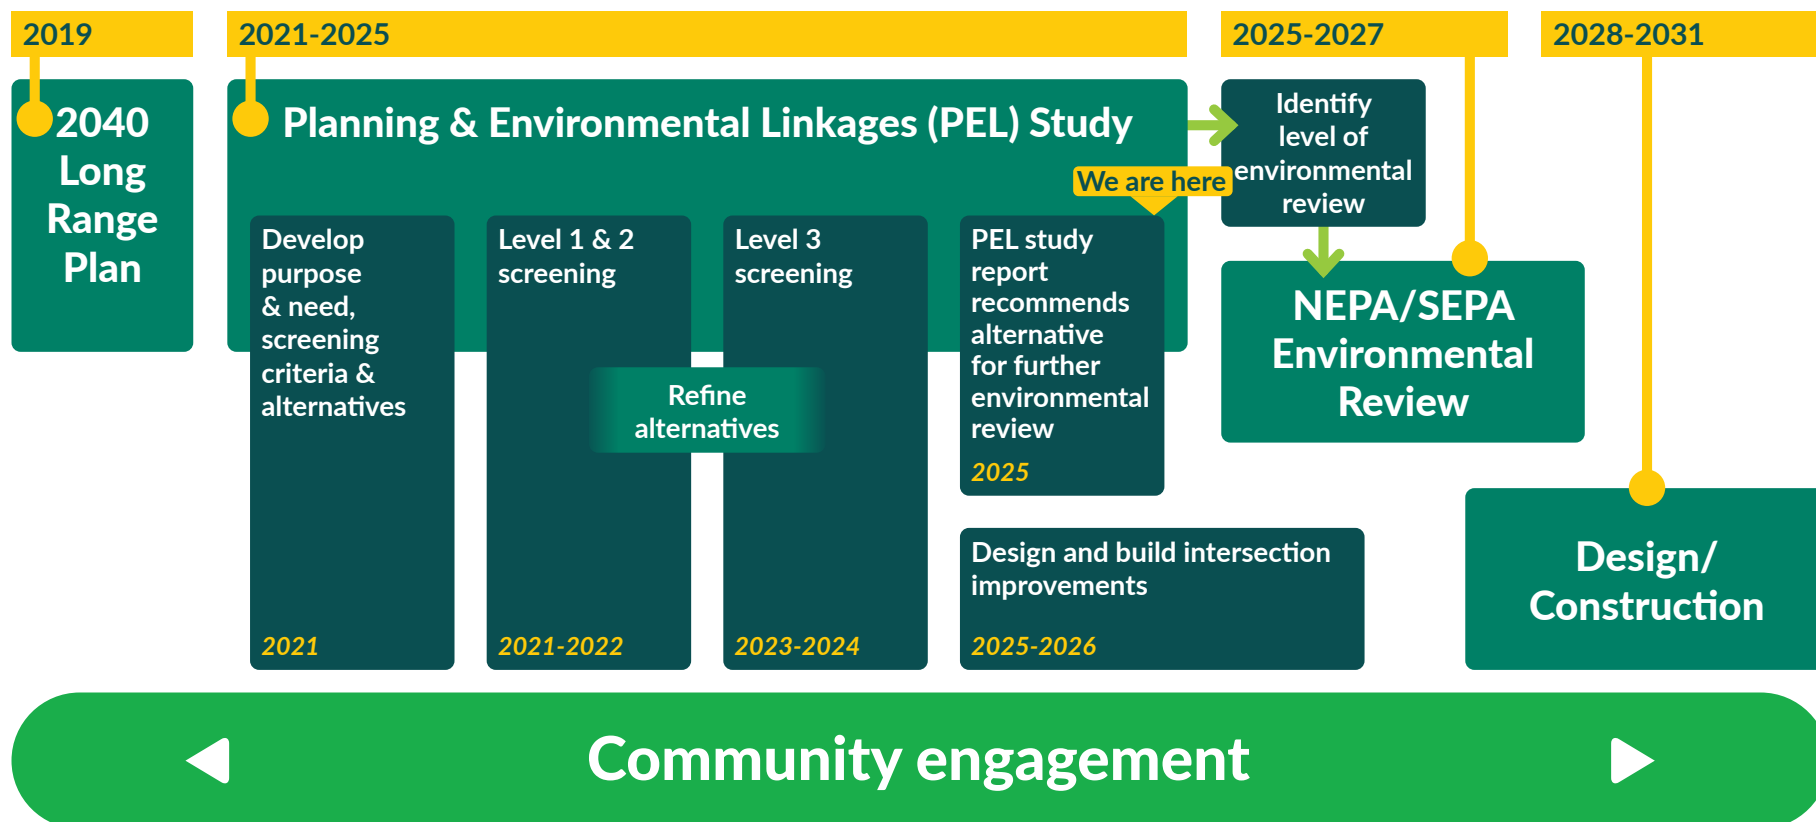 2019
2021-2025
2025-2027
2028-2031
2040
Long
Range
Plan
Planning & Environmental Linkages (PEL) Study
We are here
Develop
purpose
& need,
screening
criteria &
alternatives
2021
Level 1 & 2
screening
2021-2022
Refine
alternatives
Level 3
screening
2023-2024
PEL study
report
recommends
alternative
for further
environmental
review
2025
Design and build intersection
improvements
2025-2026
Identify
level of
environmental
review
NEPA/SEPA
Environmental
Review
Design/
Construction
Community engagement